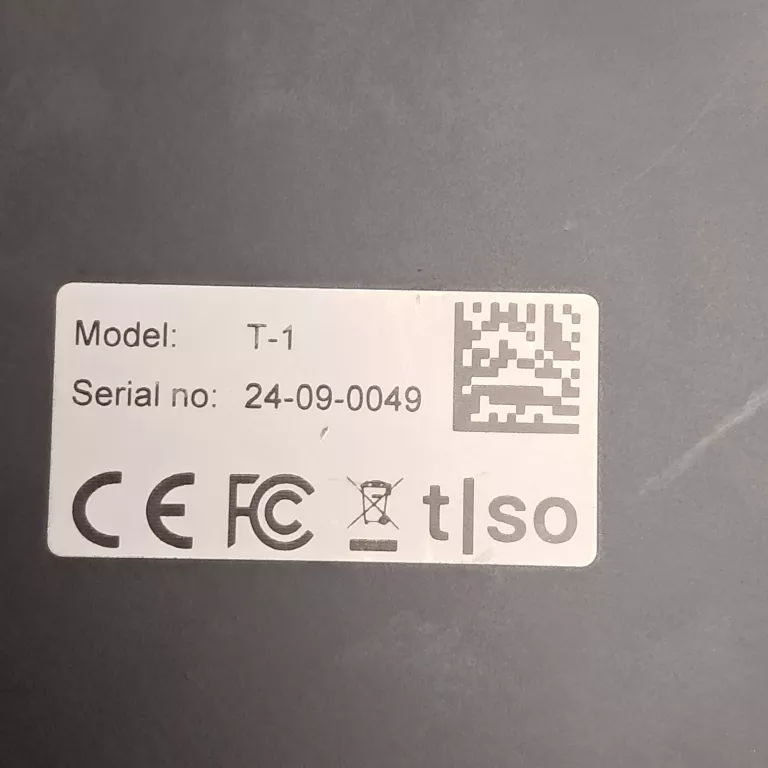 Model: T-1
Serial no: 24-09-0049
CE FC t|so